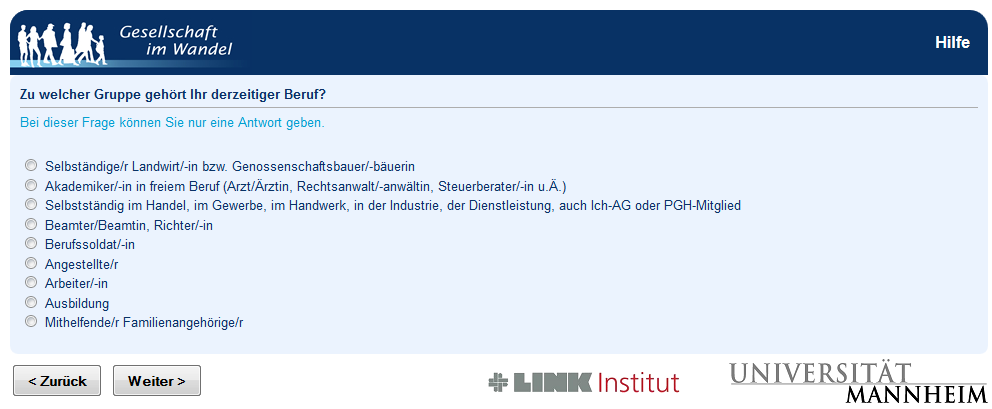 Gesellschaft
im Wandel
Hilfe
Zu welcher Gruppe gehört Ihr derzeitiger Beruf?
Bei dieser Frage können Sie nur eine Antwort geben.
Selbständige/r Landwirt/-in bzw. Genossenschaftsbauer/-bäuerin
Akademiker/-in in freiem Beruf (Arzt/Ärztin, Rechtsanwalt/-anwältin, Steuerberater/-in u.Ä.)
Selbstständig im Handel, im Gewerbe, im Handwerk, in der Industrie, der Dienstleistung, auch Ich-AG oder PGH-Mitglied
Beamter/Beamtin, Richter/-in
Berufssoldat/-in
Angestellte/r
Arbeiter/-in
Ausbildung
Mithelfende/r Familienangehörige/r
< Zurück
Weiter >
LINK Institut
UNIVERSITÄT
MANNHEIM